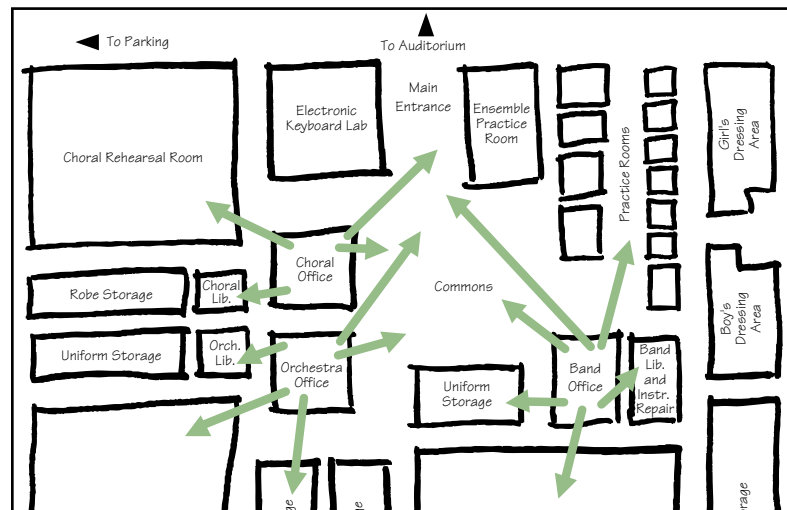 To Parking
To Auditorium
Main
Entrance
Electronic
Keyboard Lab
Ensemble
Practice
Room
Practice Rooms
Girl's
Dressing
Area
Choral Rehearsal Room
Choral
Office
Commons
Robe Storage
Choral
Lib.
Boy's
Dressing
Area
Uniform Storage
Orch.
Lib.
Orchestra
Office
Uniform
Storage
Band
Office
Band
Lib.
and
Instr.
Repair